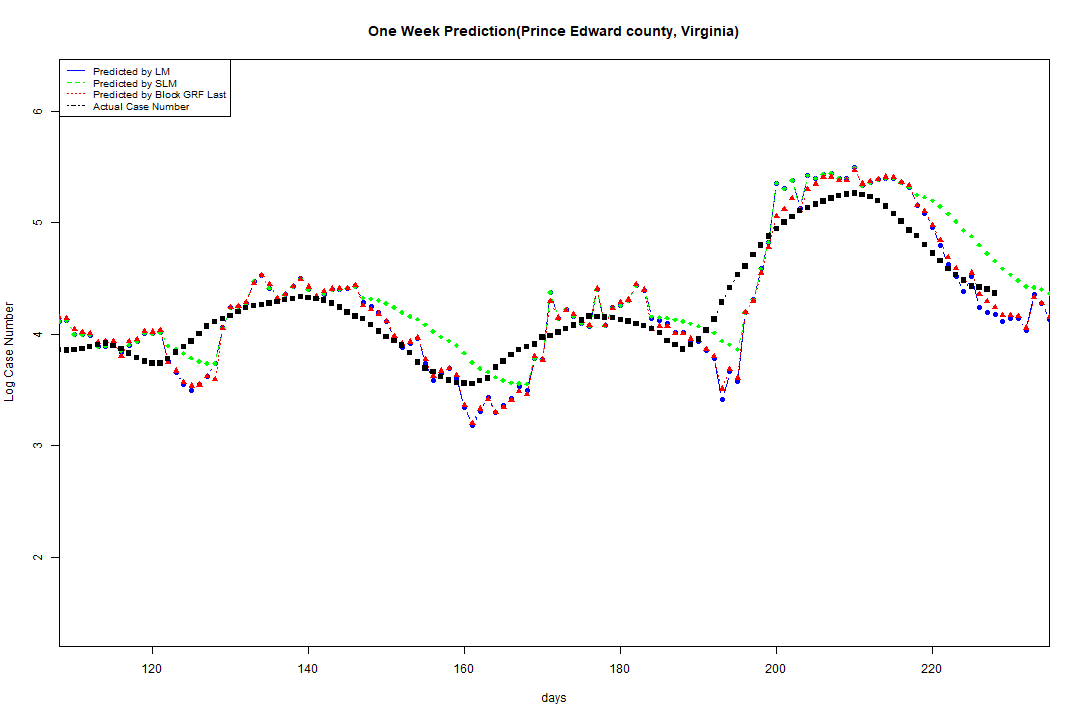 One Week Prediction(Prince Edward county, Virginia)
Predicted by LM
Predicted by SLM
Predicted by Block GRF Last
Actual Case Number
6
5
4
3
2
Log Case Number
120 140 160 180 200 220
days